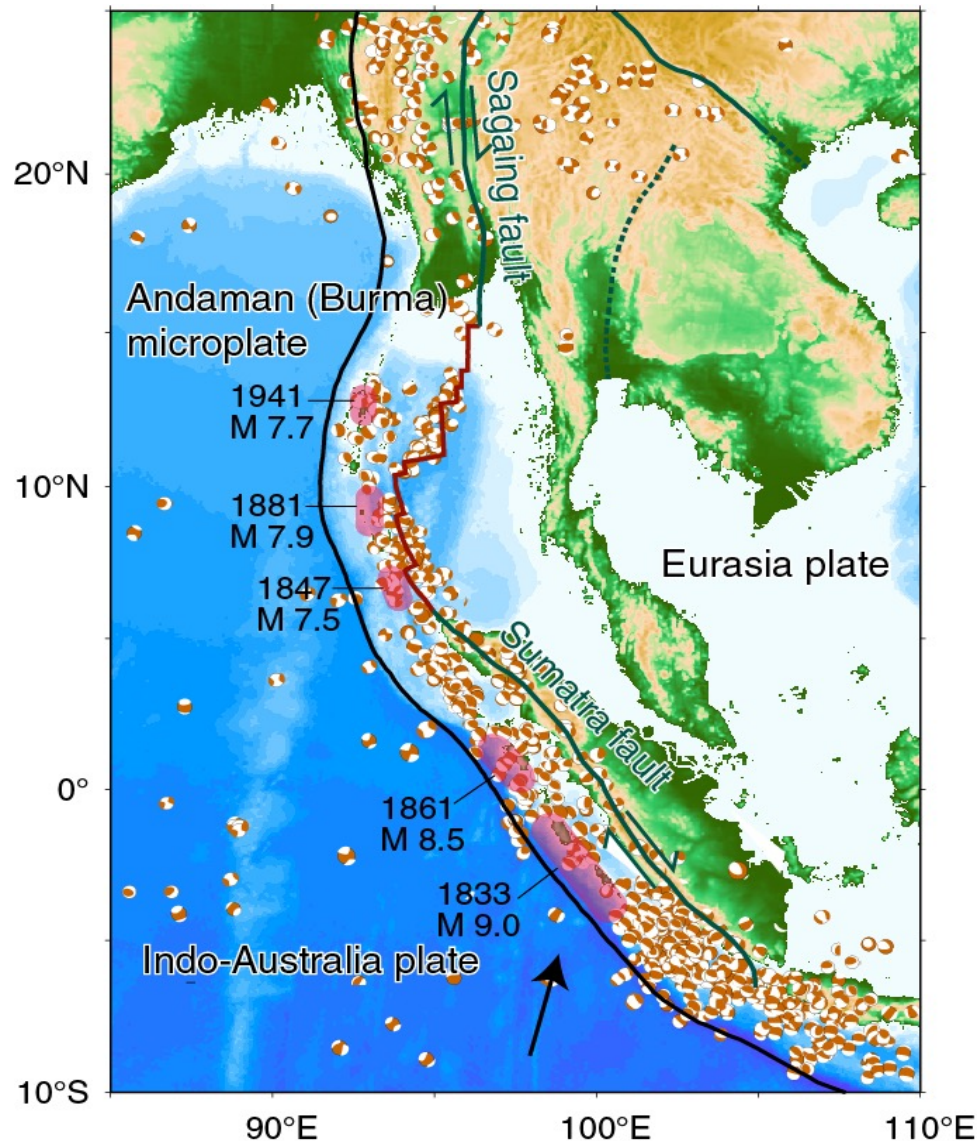 20°N
Sagaing fault
Andaman (Burma)
microplate
1941
M 7.7
10°N
1881
M 7.9
Eurasia plate
1847
M 7.5
Sumatra fault
0°
1861
M 8.5
1833
M 9.0
Indo-Australia plate
10°S
90°E
100°E
110°E